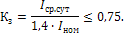 Kз = Iср.сут / 1,4 · Iном ≤ 0,75.